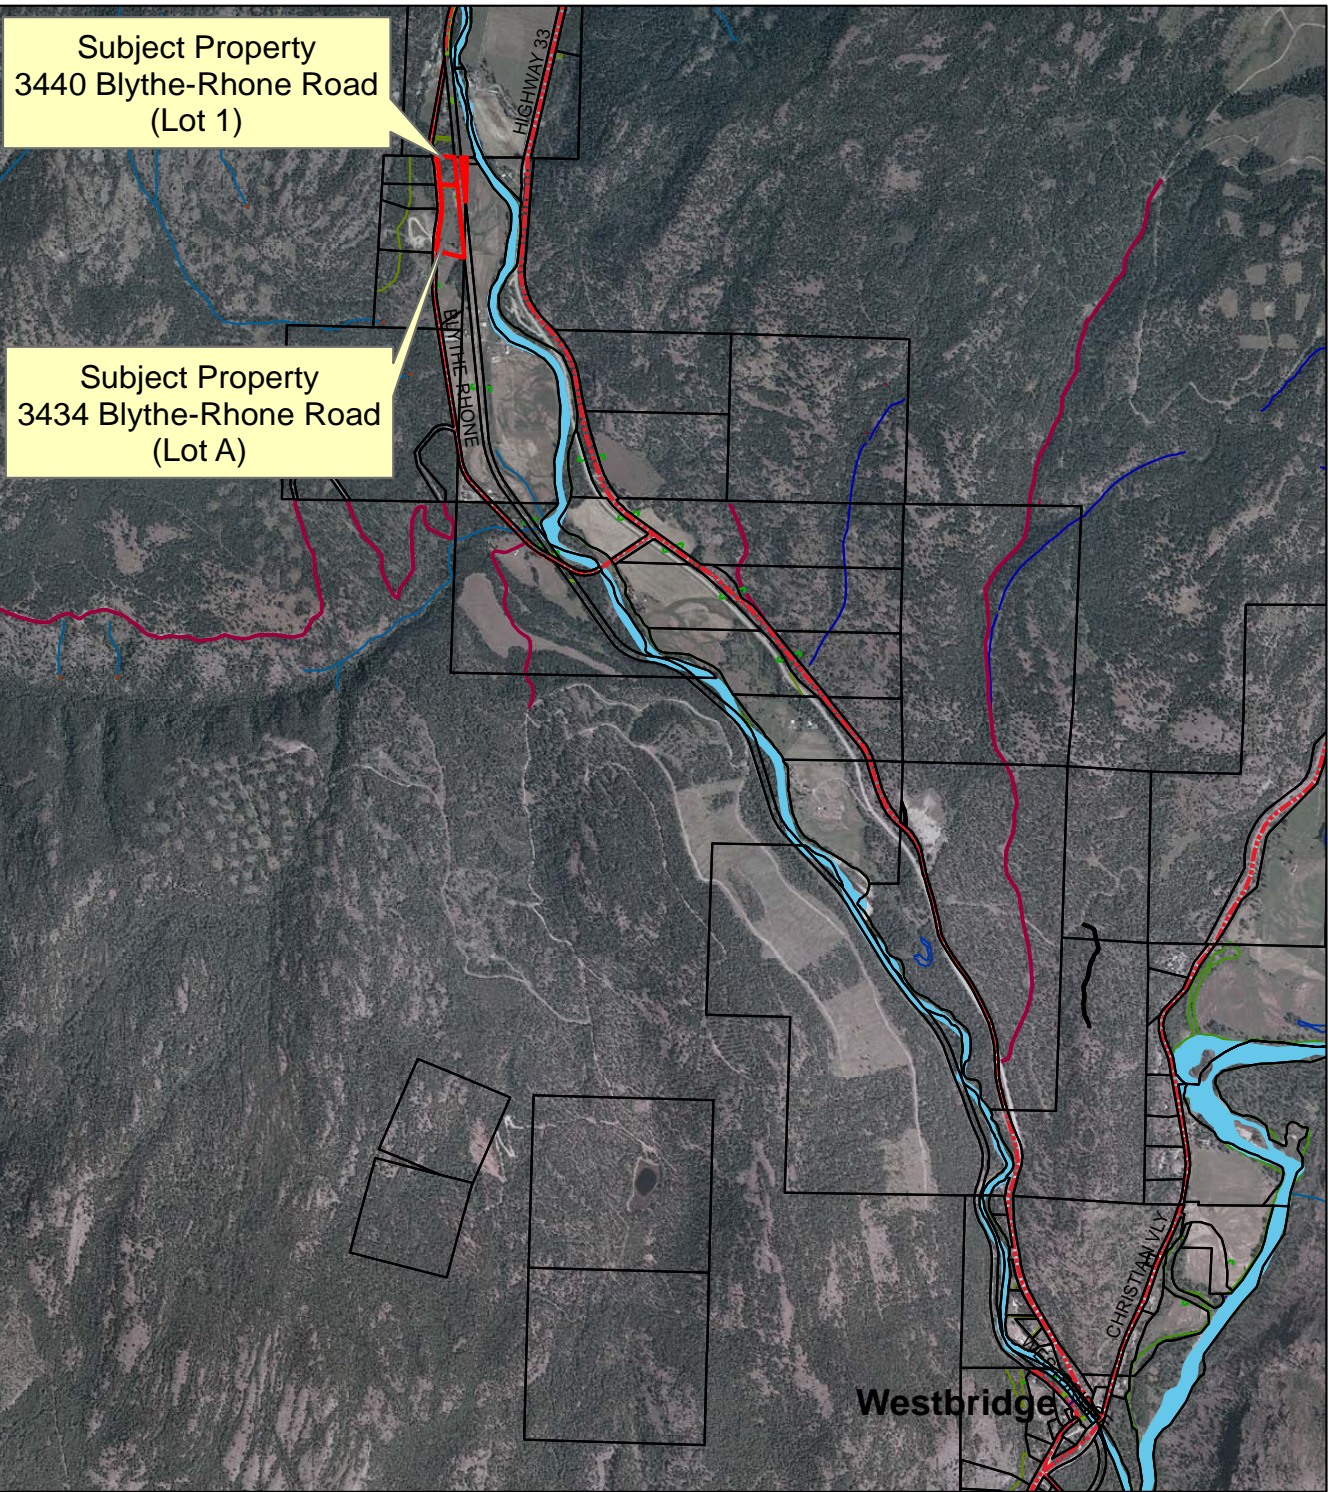 Subject Property
3440 Blythe-Rhone Road
(Lot 1)
HIGHWAY 33
Subject Property
3434 Blythe-Rhone Road
(Lot A)
BLYTHE RHONE
CHRISTIAN VLY
Westbridge